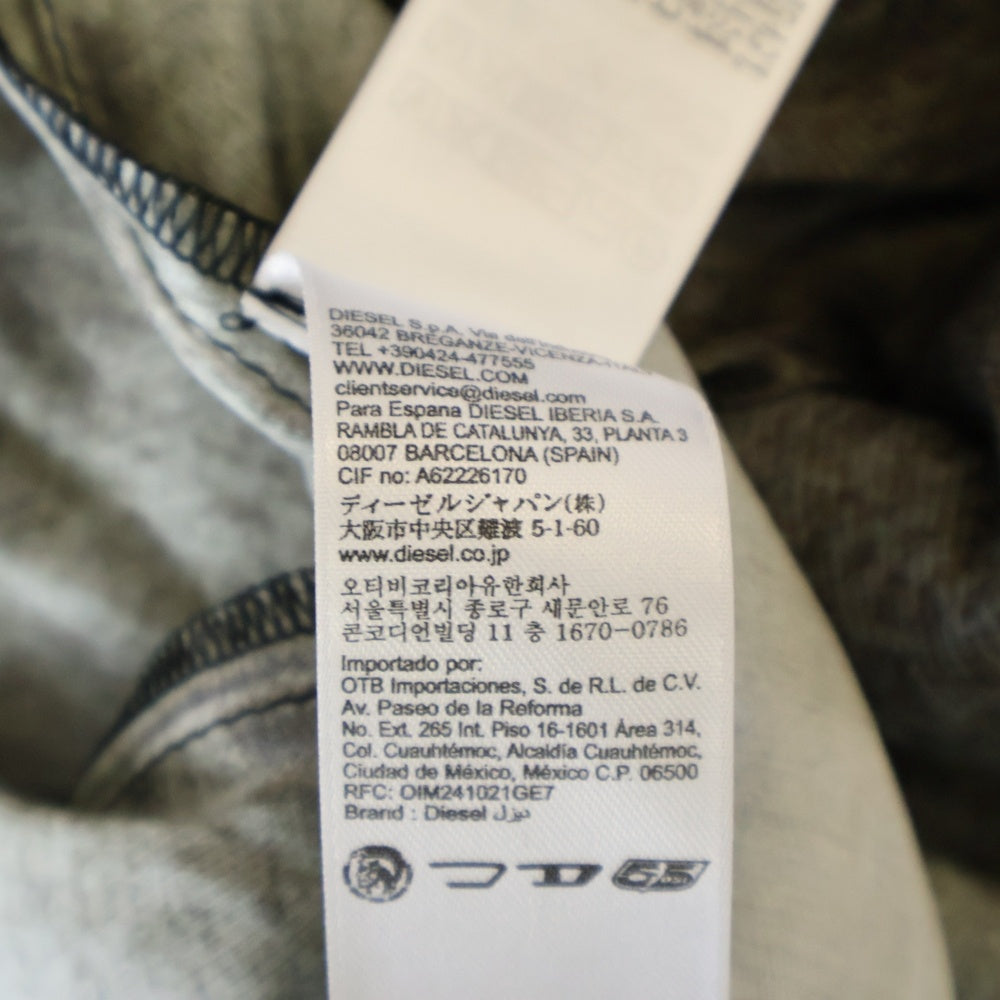 DIESEL S.p.A. Via dell'
36042 BREGANZE-VICENZA-ITALY
TEL +390424-477555
WWW.DIESEL.COM
clientservice@diesel.com
Para Espana DIESEL IBERIA S.A.
RAMBLA DE CATALUNYA, 33, PLANTA 3
08007 BARCELONA (SPAIN)
CIF no: A62226170
ディーゼルジャパン(株)
大阪市中央区難波 5-1-60
www.diesel.co.jp
오티비코리아유한회사
서울특별시 종로구 새문안로 76
콘코디언빌딩 11 층 1670-0786
Importado por:
OTB Importaciones, S. de R.L. de C.V.
Av. Paseo de la Reforma
No. Ext. 265 Int. Piso 16-1601 Área 314,
Col. Cuauhtémoc, Alcaldía Cuauhtémoc,
Ciudad de México, México C.P. 06500
RFC: OIM241021GE7
Brand : Diesel ديزل